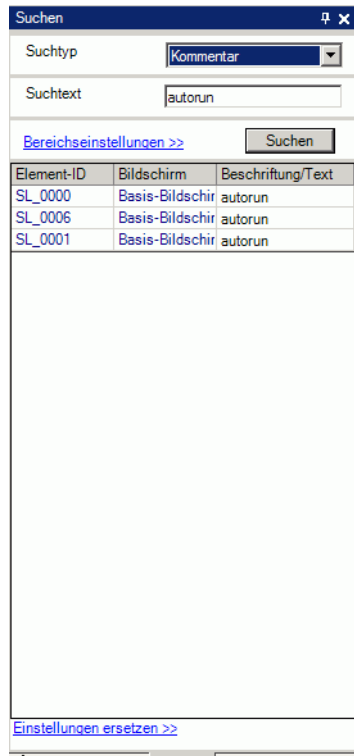 Suchen
Suchtyp Kommentar
Suchtext autorun
Bereichseinstellungen >> Suchen
Element-ID Bildschirm Beschriftung/Text
SL_0000 Basis-Bildschir autorun
SL_0006 Basis-Bildschir autorun
SL_0001 Basis-Bildschir autorun
Einstellungen ersetzen >>